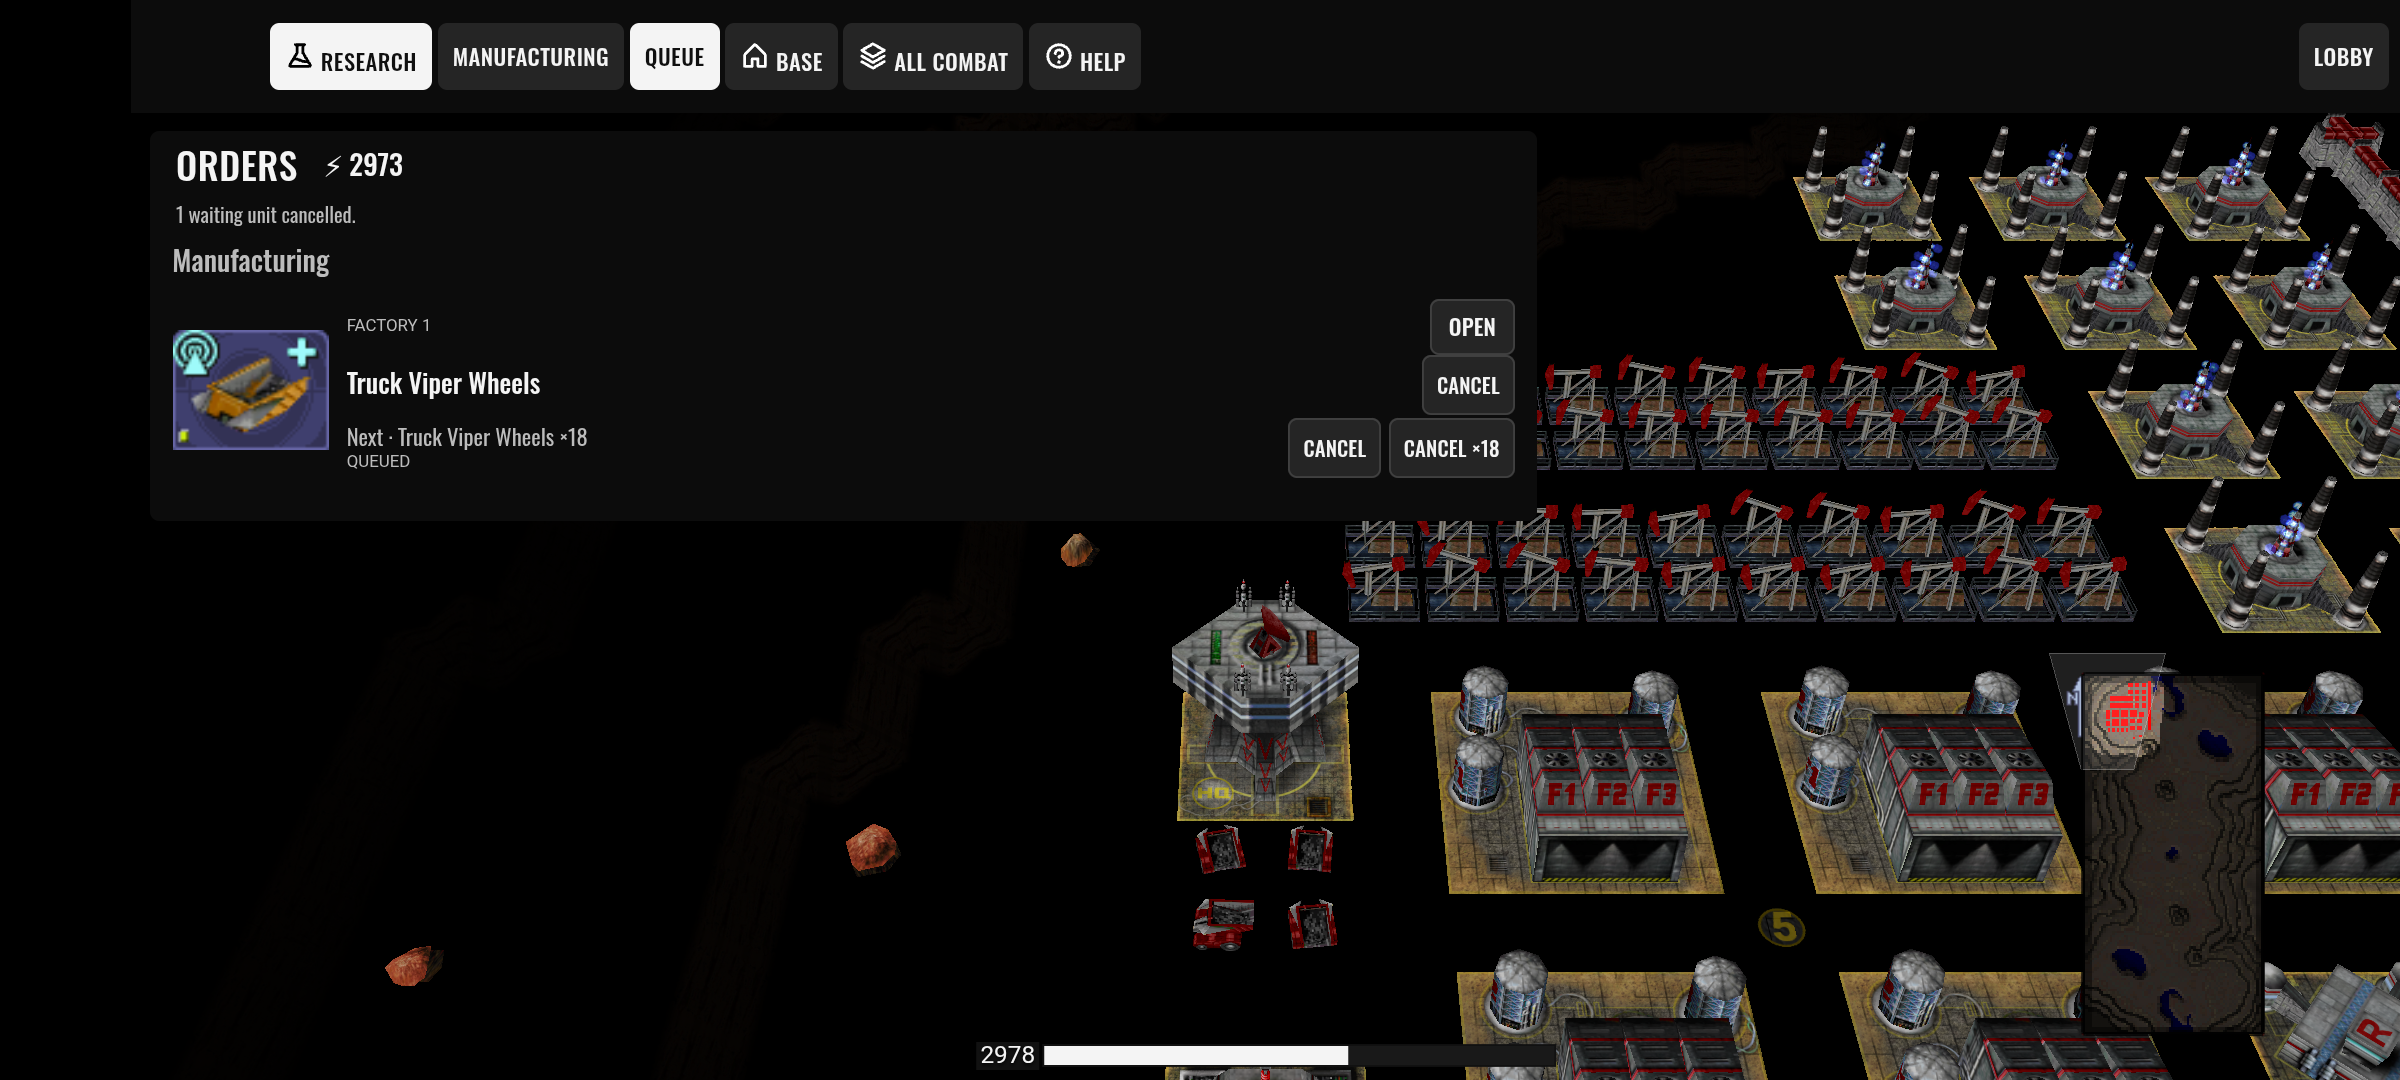 RESEARCH MANUFACTURING QUEUE BASE ALL COMBAT HELP LOBBY
ORDERS ⚡ 2973
1 waiting unit cancelled.
Manufacturing
FACTORY 1
OPEN
Truck Viper Wheels
CANCEL
Next · Truck Viper Wheels ×18
CANCEL CANCEL ×18
QUEUED
N
HQ
F1 F2 F3
F1 F2 F3
F1 F2
5
R
2978